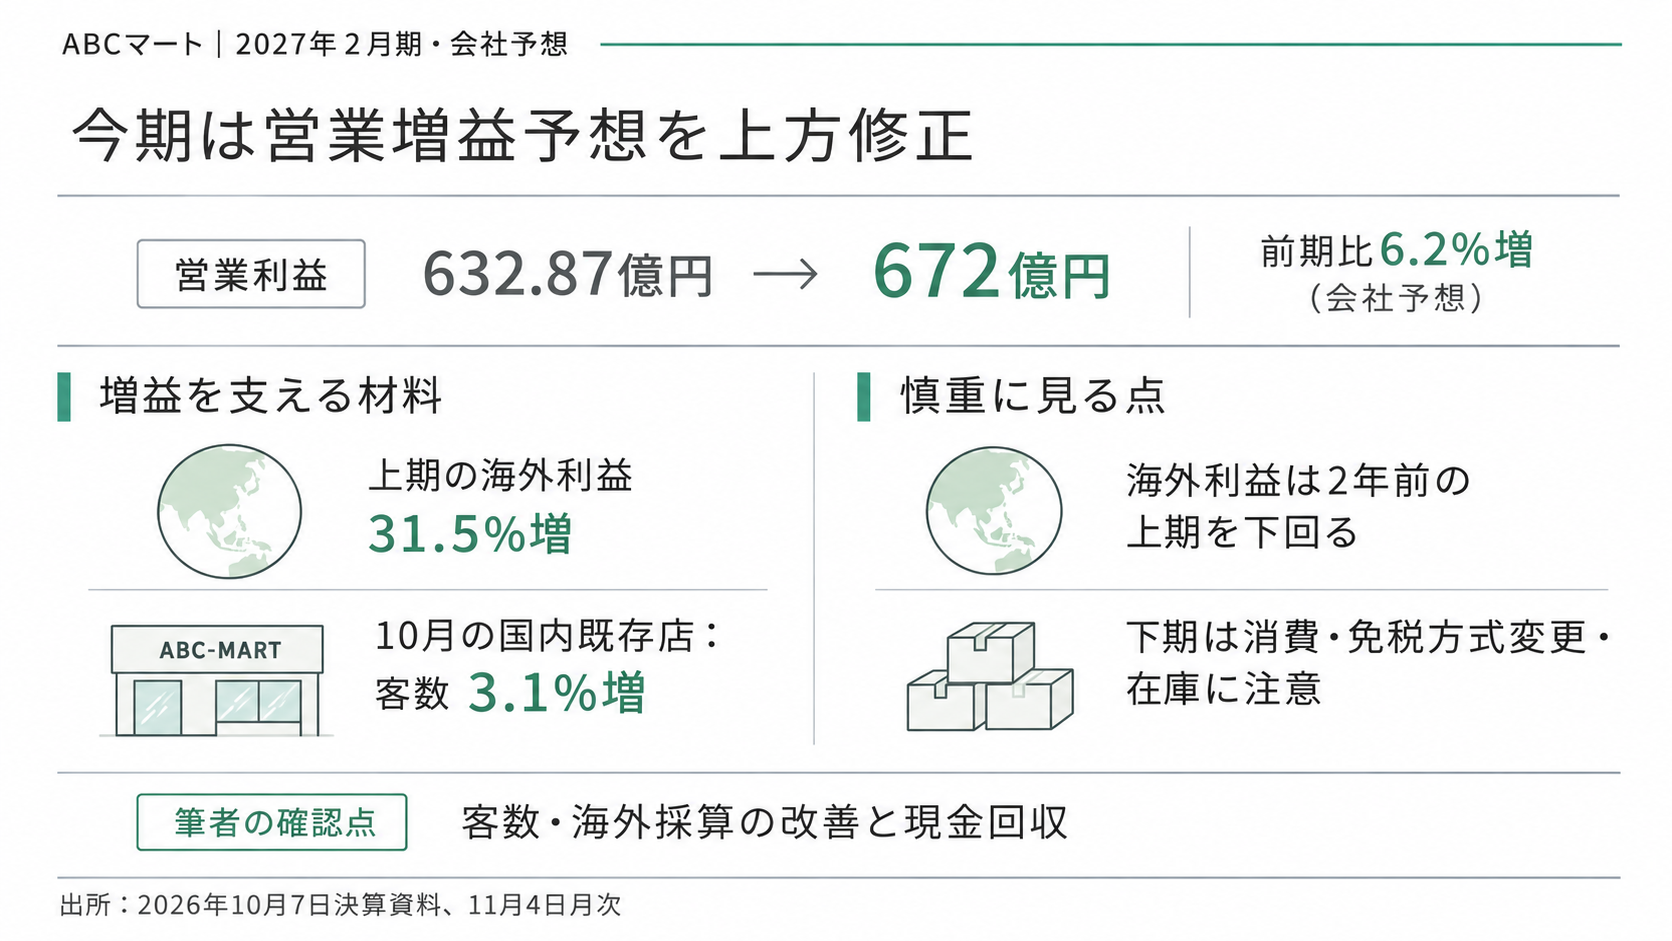 ABCマート｜2027年2月期・会社予想
今期は営業増益予想を上方修正
営業利益
632.87億円 → 672億円
前期比6.2%増
（会社予想）
増益を支える材料
上期の海外利益
31.5%増
ABC-MART
10月の国内既存店：
客数 3.1%増
慎重に見る点
海外利益は2年前の
上期を下回る
下期は消費・免税方式変更・
在庫に注意
筆者の確認点
客数・海外採算の改善と現金回収
出所：2026年10月7日決算資料、11月4日月次